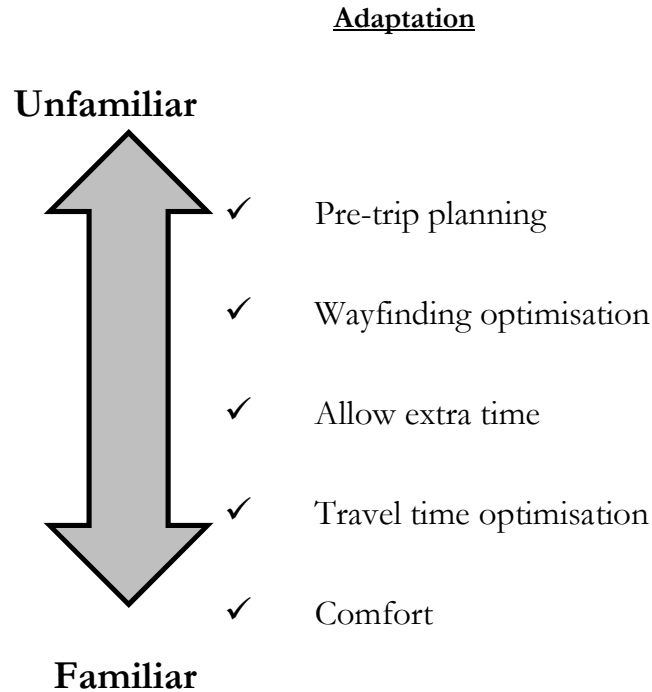 Adaptation
Unfamiliar
✓ Pre-trip planning
✓ Wayfinding optimisation
✓ Allow extra time
✓ Travel time optimisation
✓ Comfort
Familiar